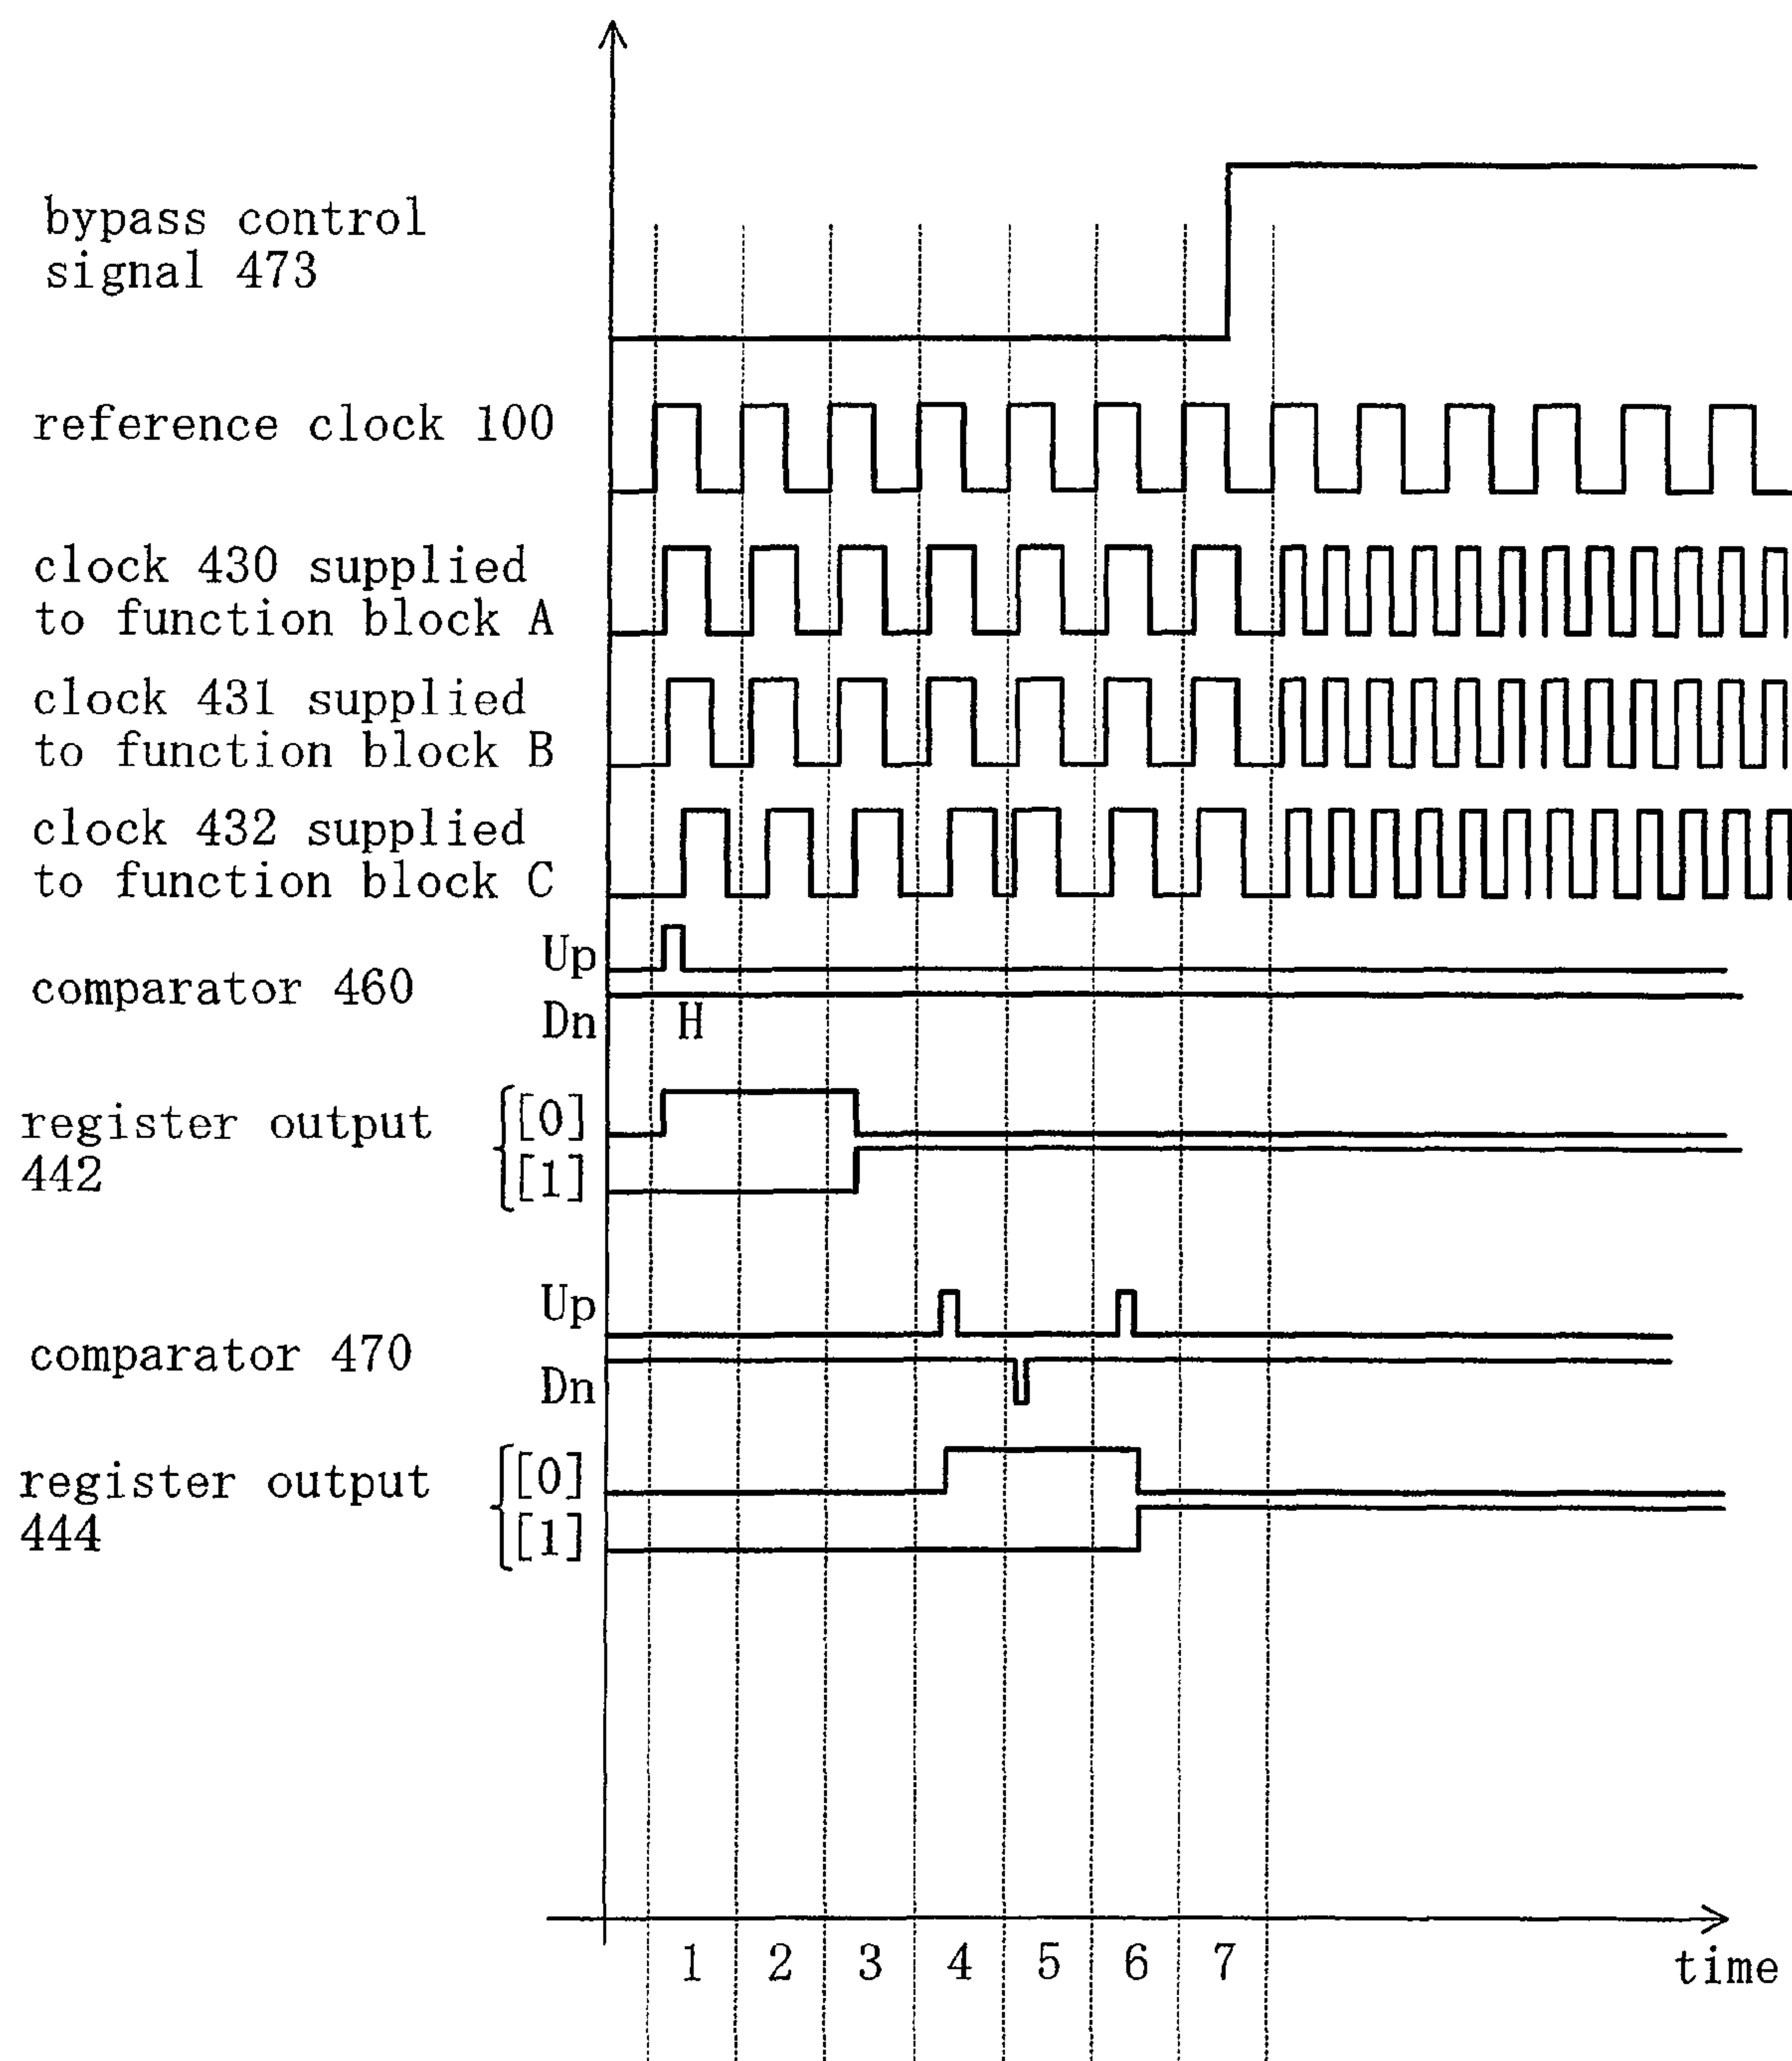 bypass control
signal 473
reference clock 100
clock 430 supplied
to function block A
clock 431 supplied
to function block B
clock 432 supplied
to function block C
Up
comparator 460
Dn
H
register output
442
[0]
[1]
Up
comparator 470
Dn
register output
444
[0]
[1]
1 2 3 4 5 6 7
time